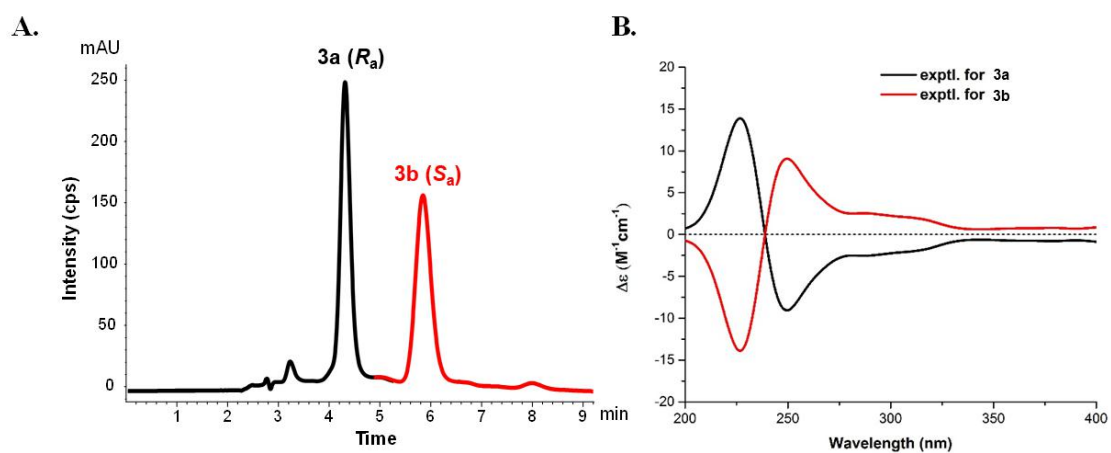 A.
mAU
Intensity (cps)
250
200
150
100
50
0
3a (Ra)
3b (Sa)
1 2 3 4 5 6 7 8 9 min
Time
B.
Δε (M-1cm-1)
20
15
10
5
0
-5
-10
-15
-20
exptl. for 3a
exptl. for 3b
200 250 300 350 400
Wavelength (nm)